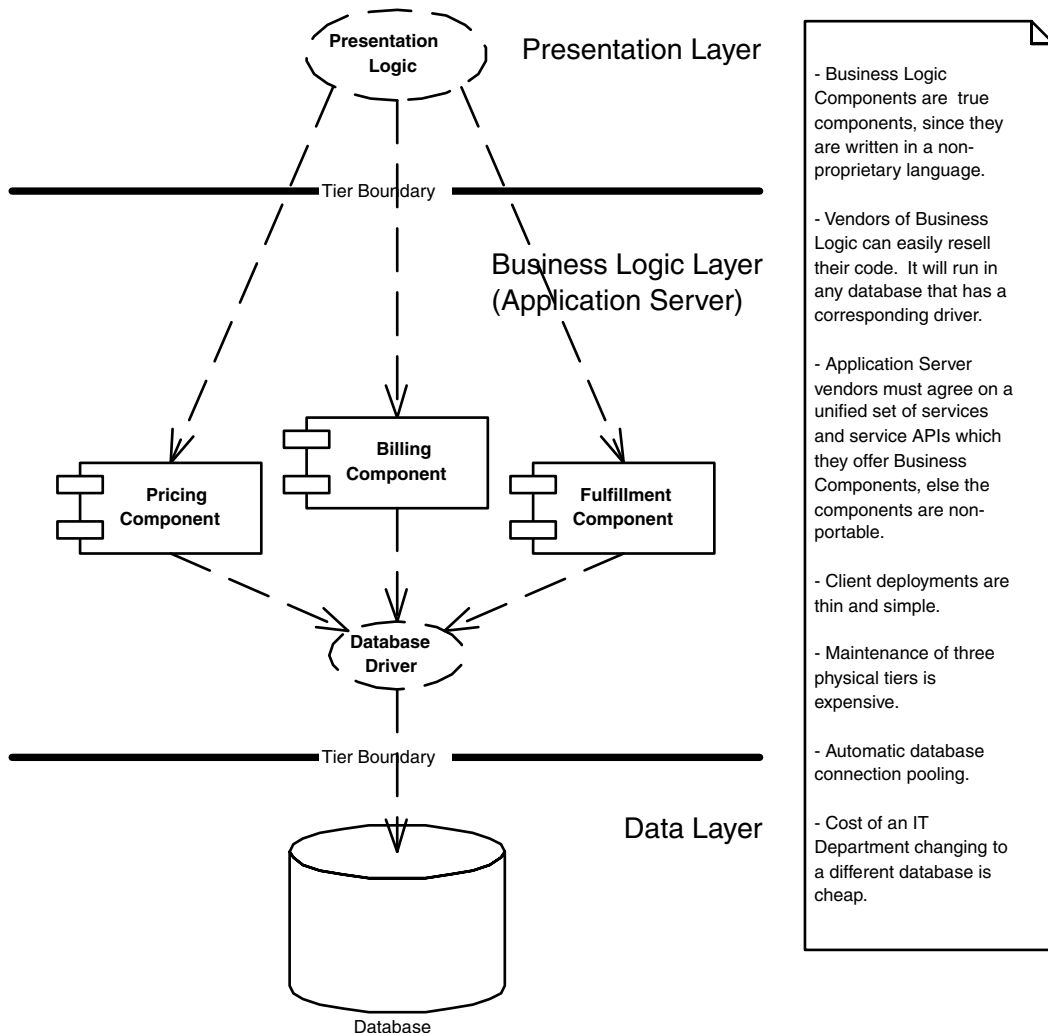 Presentation
Logic
Presentation Layer
Tier Boundary
Business Logic Layer
(Application Server)
Billing
Component
Pricing
Component
Fulfillment
Component
Database
Driver
Tier Boundary
Data Layer
Database
- Business Logic
Components are true
components, since they
are written in a non-
proprietary language.
- Vendors of Business
Logic can easily resell
their code. It will run in
any database that has a
corresponding driver.
- Application Server
vendors must agree on a
unified set of services
and service APIs which
they offer Business
Components, else the
components are non-
portable.
- Client deployments are
thin and simple.
- Maintenance of three
physical tiers is
expensive.
- Automatic database
connection pooling.
- Cost of an IT
Department changing to
a different database is
cheap.